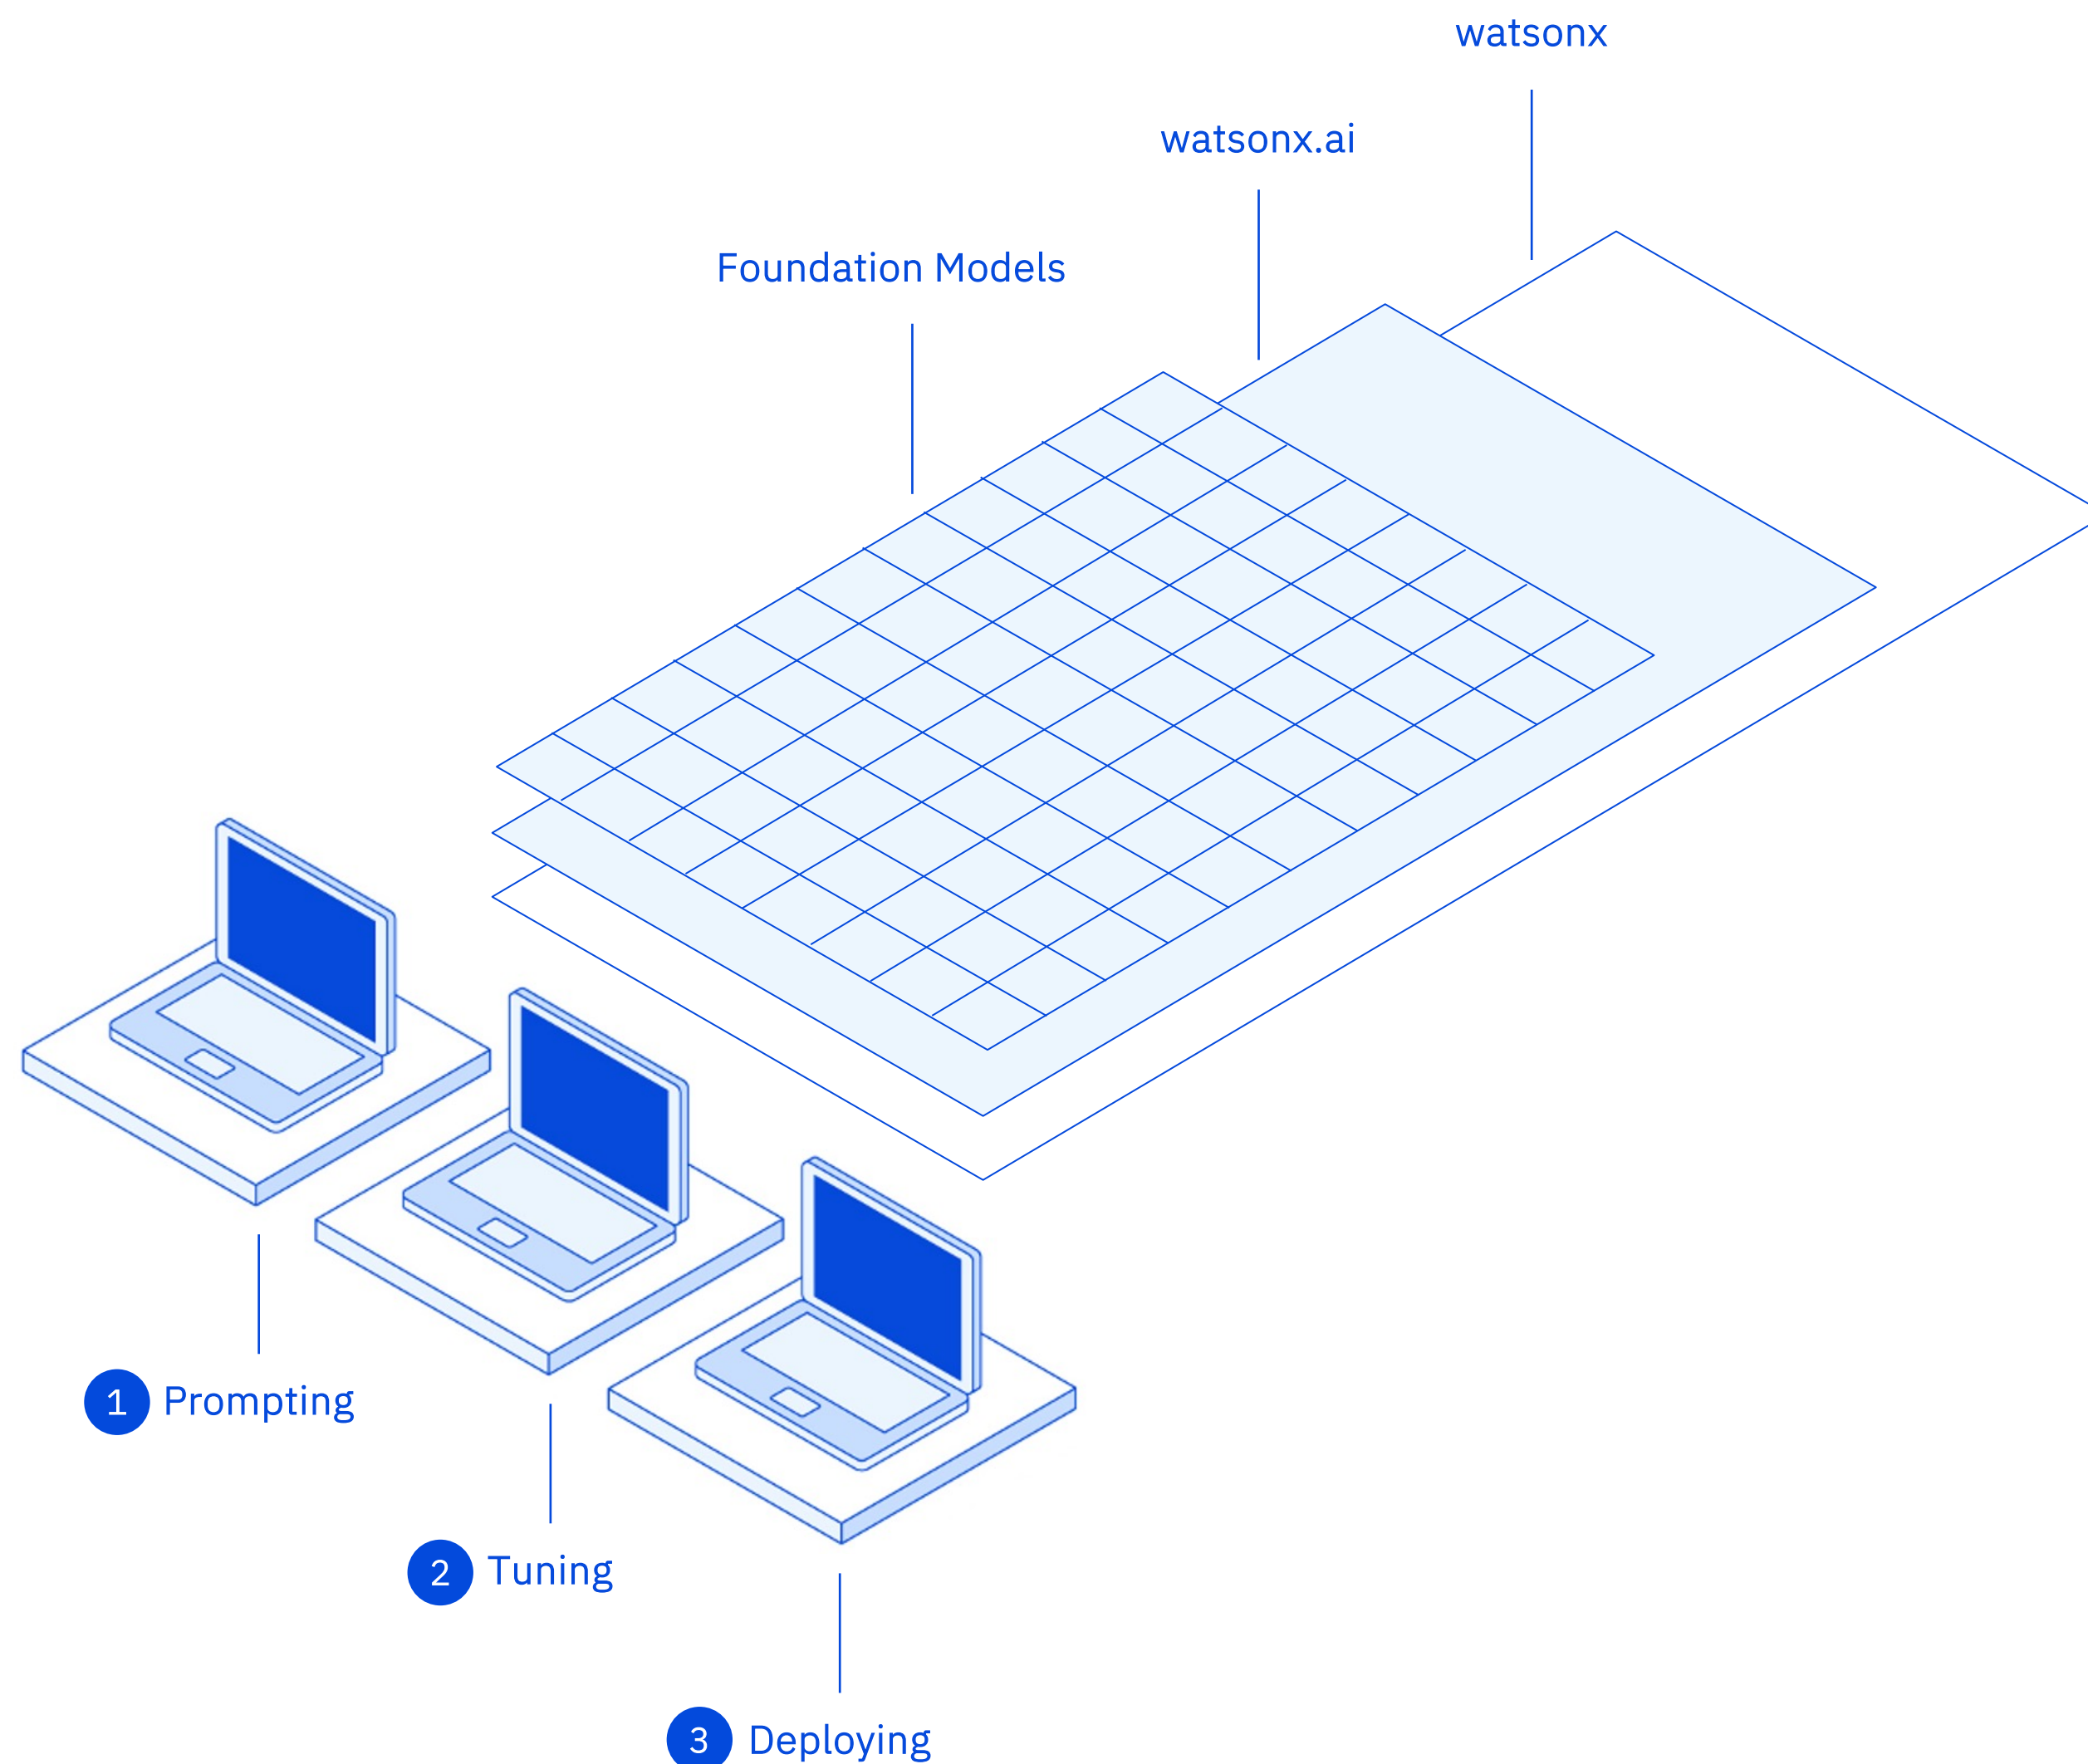 watsonx
watsonx.ai
Foundation Models
1 Prompting
2 Tuning
3 Deploying